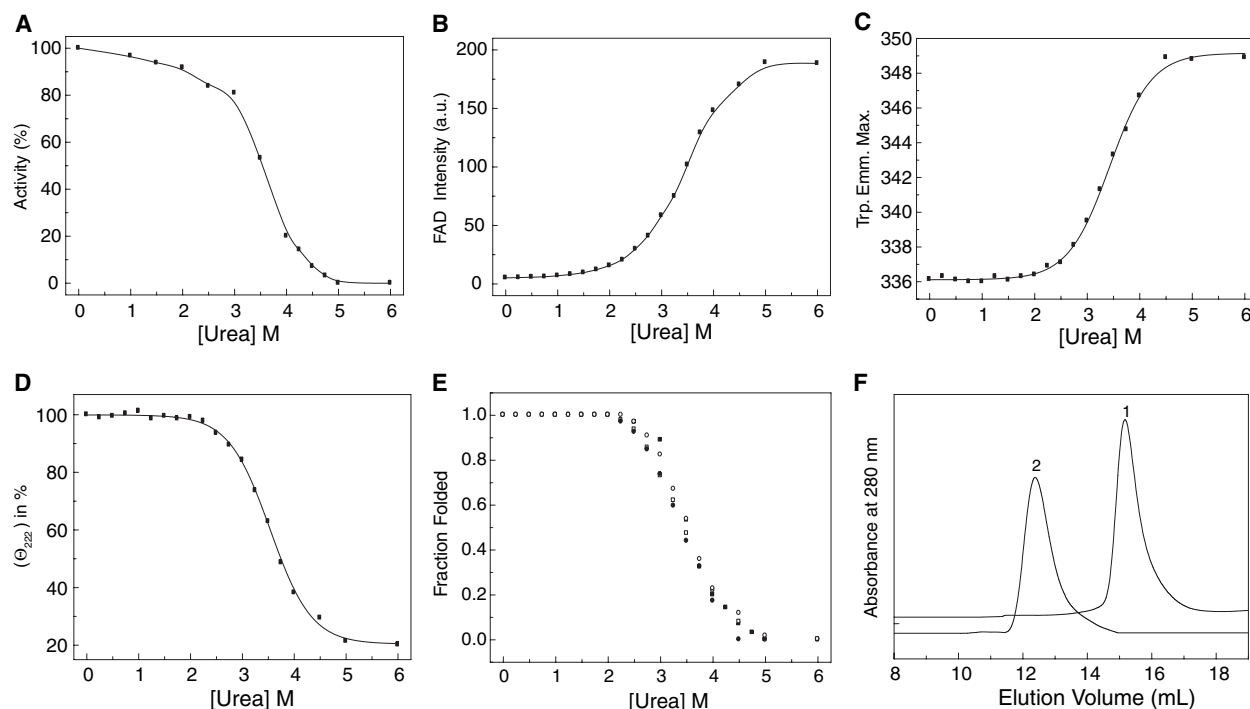 A
100
80
60
40
20
0
Activity (%)
0 1 2 3 4 5 6
[Urea] M
B
200
150
100
50
0
FAD Intensity (a.u.)
0 1 2 3 4 5 6
[Urea] M
C
350
348
346
344
342
340
338
336
Trp. Emm. Max.
0 1 2 3 4 5 6
[Urea] M
D
100
80
60
40
20
(Θ222) in %
0 1 2 3 4 5 6
[Urea] M
E
1.0
0.8
0.6
0.4
0.2
0.0
Fraction Folded
0 1 2 3 4 5 6
[Urea] M
F
1
2
Absorbance at 280 nm
8 10 12 14 16 18
Elution Volume (mL)